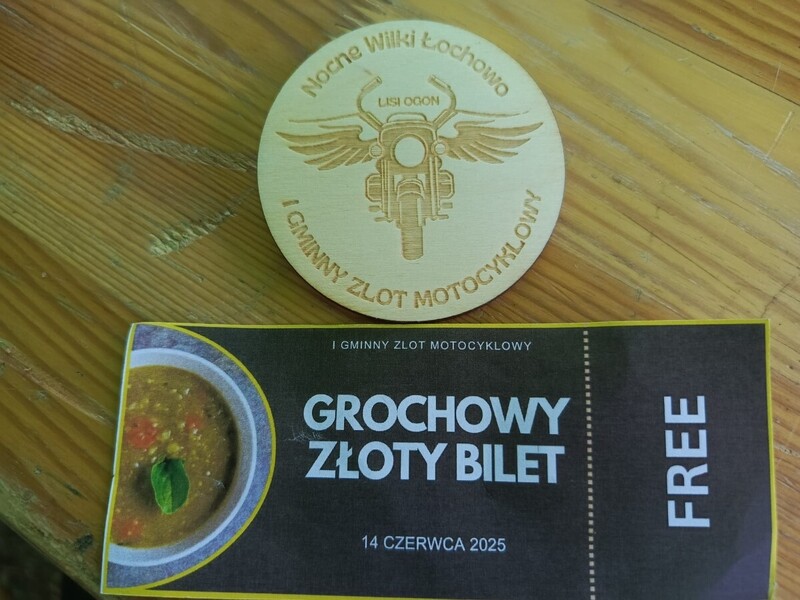 Nocne Wilki Łochowo
LISI OGON
I GMINNY ZLOT MOTOCYKLOWY
I GMINNY ZLOT MOTOCYKLOWY
GROCHOWY
ZŁOTY BILET
14 CZERWCA 2025
FREE